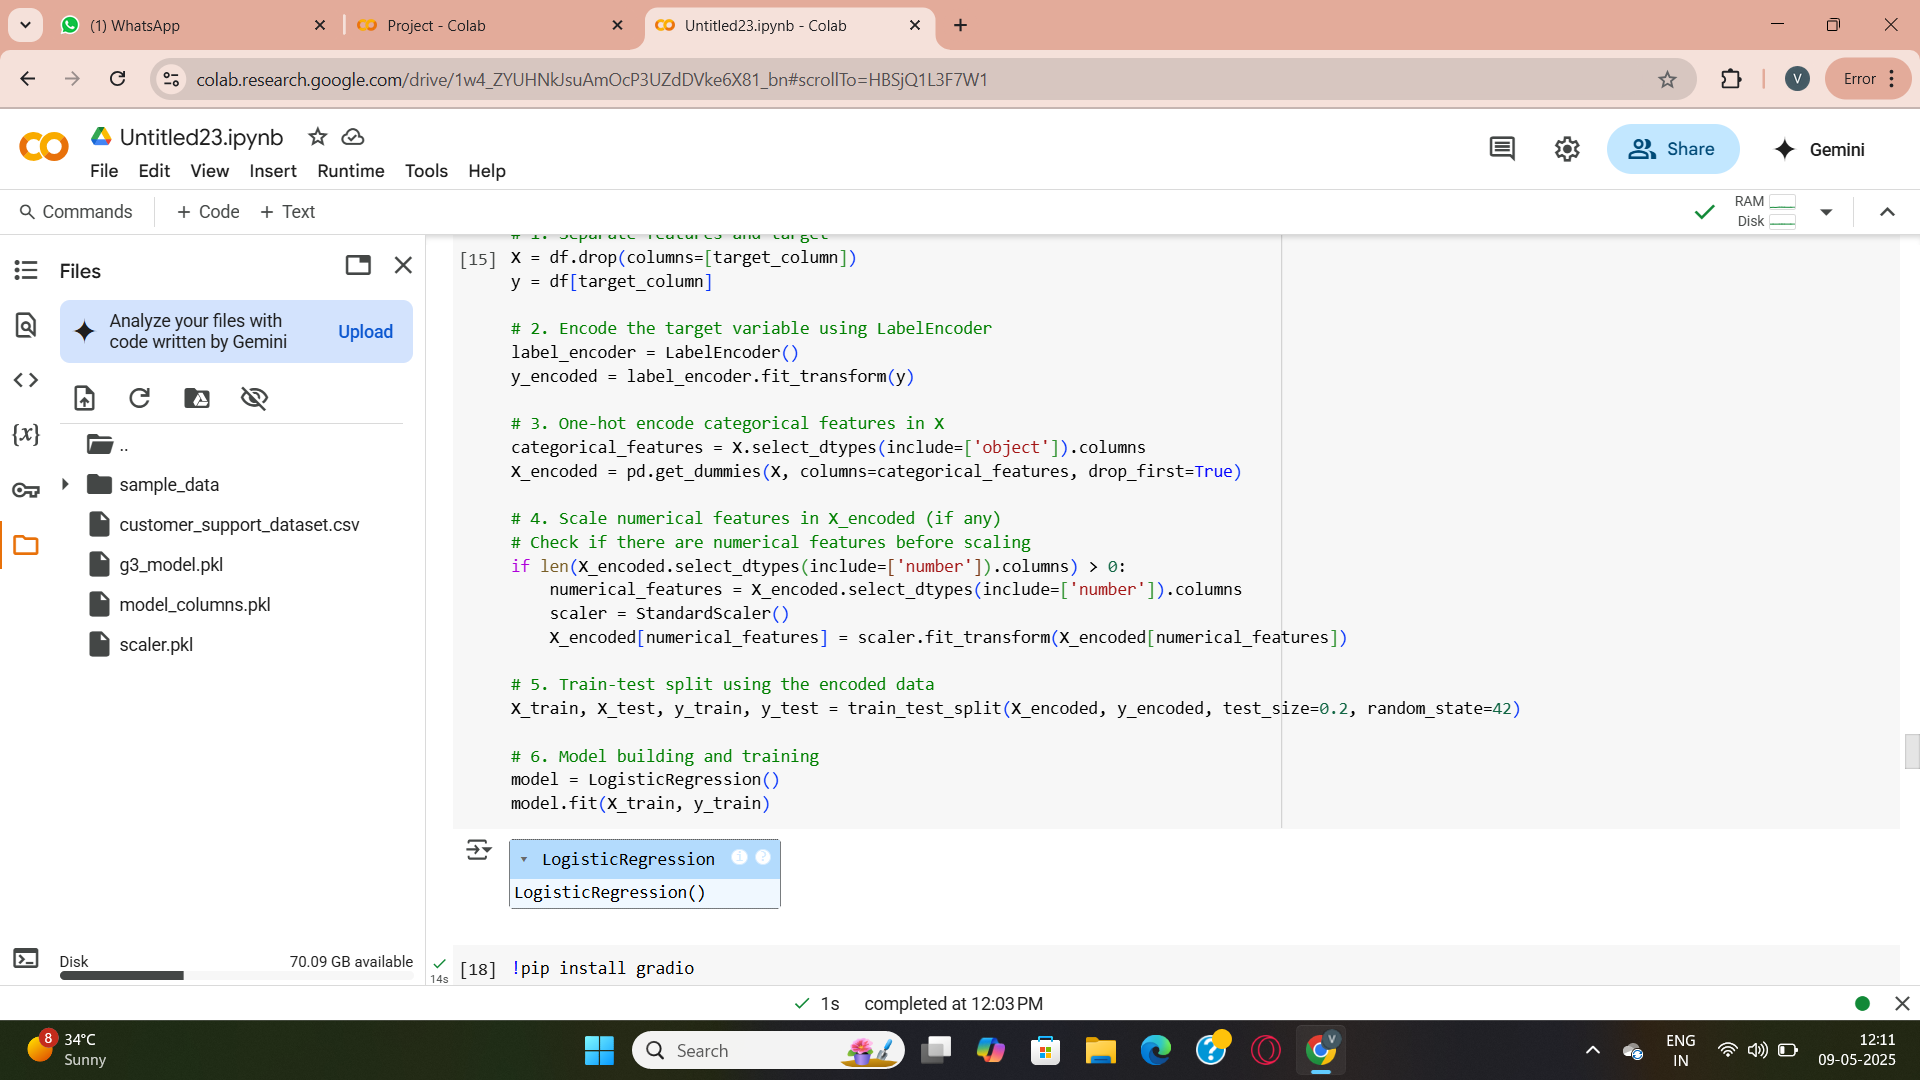 (1) WhatsApp
Project - Colab
Untitled23.ipynb - Colab
colab.research.google.com/drive/1w4_ZYUHNkJsuAmOcP3UZdDVke6X81_bn#scrollTo=HBSjQ1L3F7W1
V
Error
Untitled23.ipynb
File Edit View Insert Runtime Tools Help
Share
Gemini
Commands
+ Code + Text
RAM
Disk
Files
Analyze your files with
code written by Gemini
Upload
..
sample_data
customer_support_dataset.csv
g3_model.pkl
model_columns.pkl
scaler.pkl
Disk
70.09 GB available
# 1. Separate features and target
[15] X = df.drop(columns=[target_column])
y = df[target_column]
# 2. Encode the target variable using LabelEncoder
label_encoder = LabelEncoder()
y_encoded = label_encoder.fit_transform(y)
# 3. One-hot encode categorical features in X
categorical_features = X.select_dtypes(include=['object']).columns
X_encoded = pd.get_dummies(X, columns=categorical_features, drop_first=True)
# 4. Scale numerical features in X_encoded (if any)
# Check if there are numerical features before scaling
if len(X_encoded.select_dtypes(include=['number']).columns) > 0:
    numerical_features = X_encoded.select_dtypes(include=['number']).columns
    scaler = StandardScaler()
    X_encoded[numerical_features] = scaler.fit_transform(X_encoded[numerical_features])
# 5. Train-test split using the encoded data
X_train, X_test, y_train, y_test = train_test_split(X_encoded, y_encoded, test_size=0.2, random_state=42)
# 6. Model building and training
model = LogisticRegression()
model.fit(X_train, y_train)
LogisticRegression i ?
LogisticRegression()
14s
[18] !pip install gradio
1s completed at 12:03 PM
8
34°C
Sunny
Search
V
ENG
IN
12:11
09-05-2025